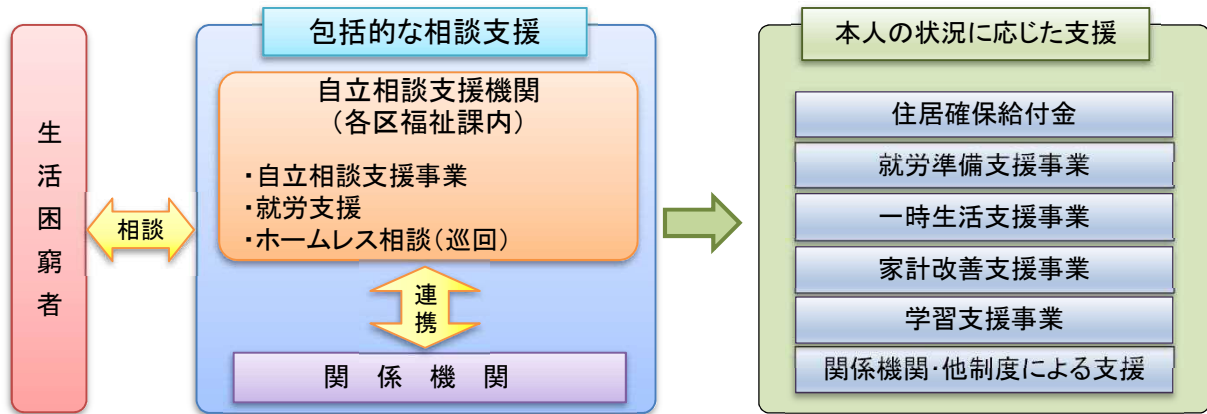 生活困窮者
相談
包括的な相談支援
自立相談支援機関
（各区福祉課内）
・自立相談支援事業
・就労支援
・ホームレス相談（巡回）
連携
関係機関
本人の状況に応じた支援
住居確保給付金
就労準備支援事業
一時生活支援事業
家計改善支援事業
学習支援事業
関係機関・他制度による支援